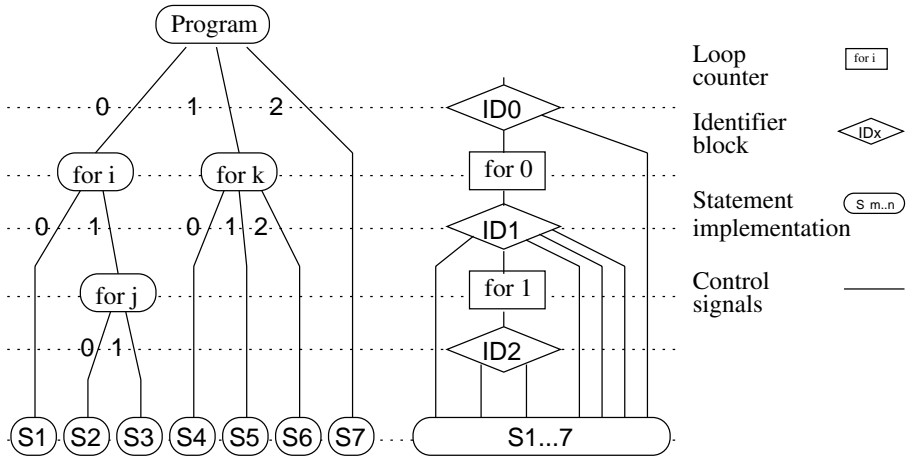 Program
0 1 2
for i
for k
0 1 0 1 2
for j
0 1
S1 S2 S3 S4 S5 S6 S7
ID0
for 0
ID1
for 1
ID2
S1...7
Loop
counter
for i
Identifier
block
IDx
Statement
implementation
S m..n
Control
signals